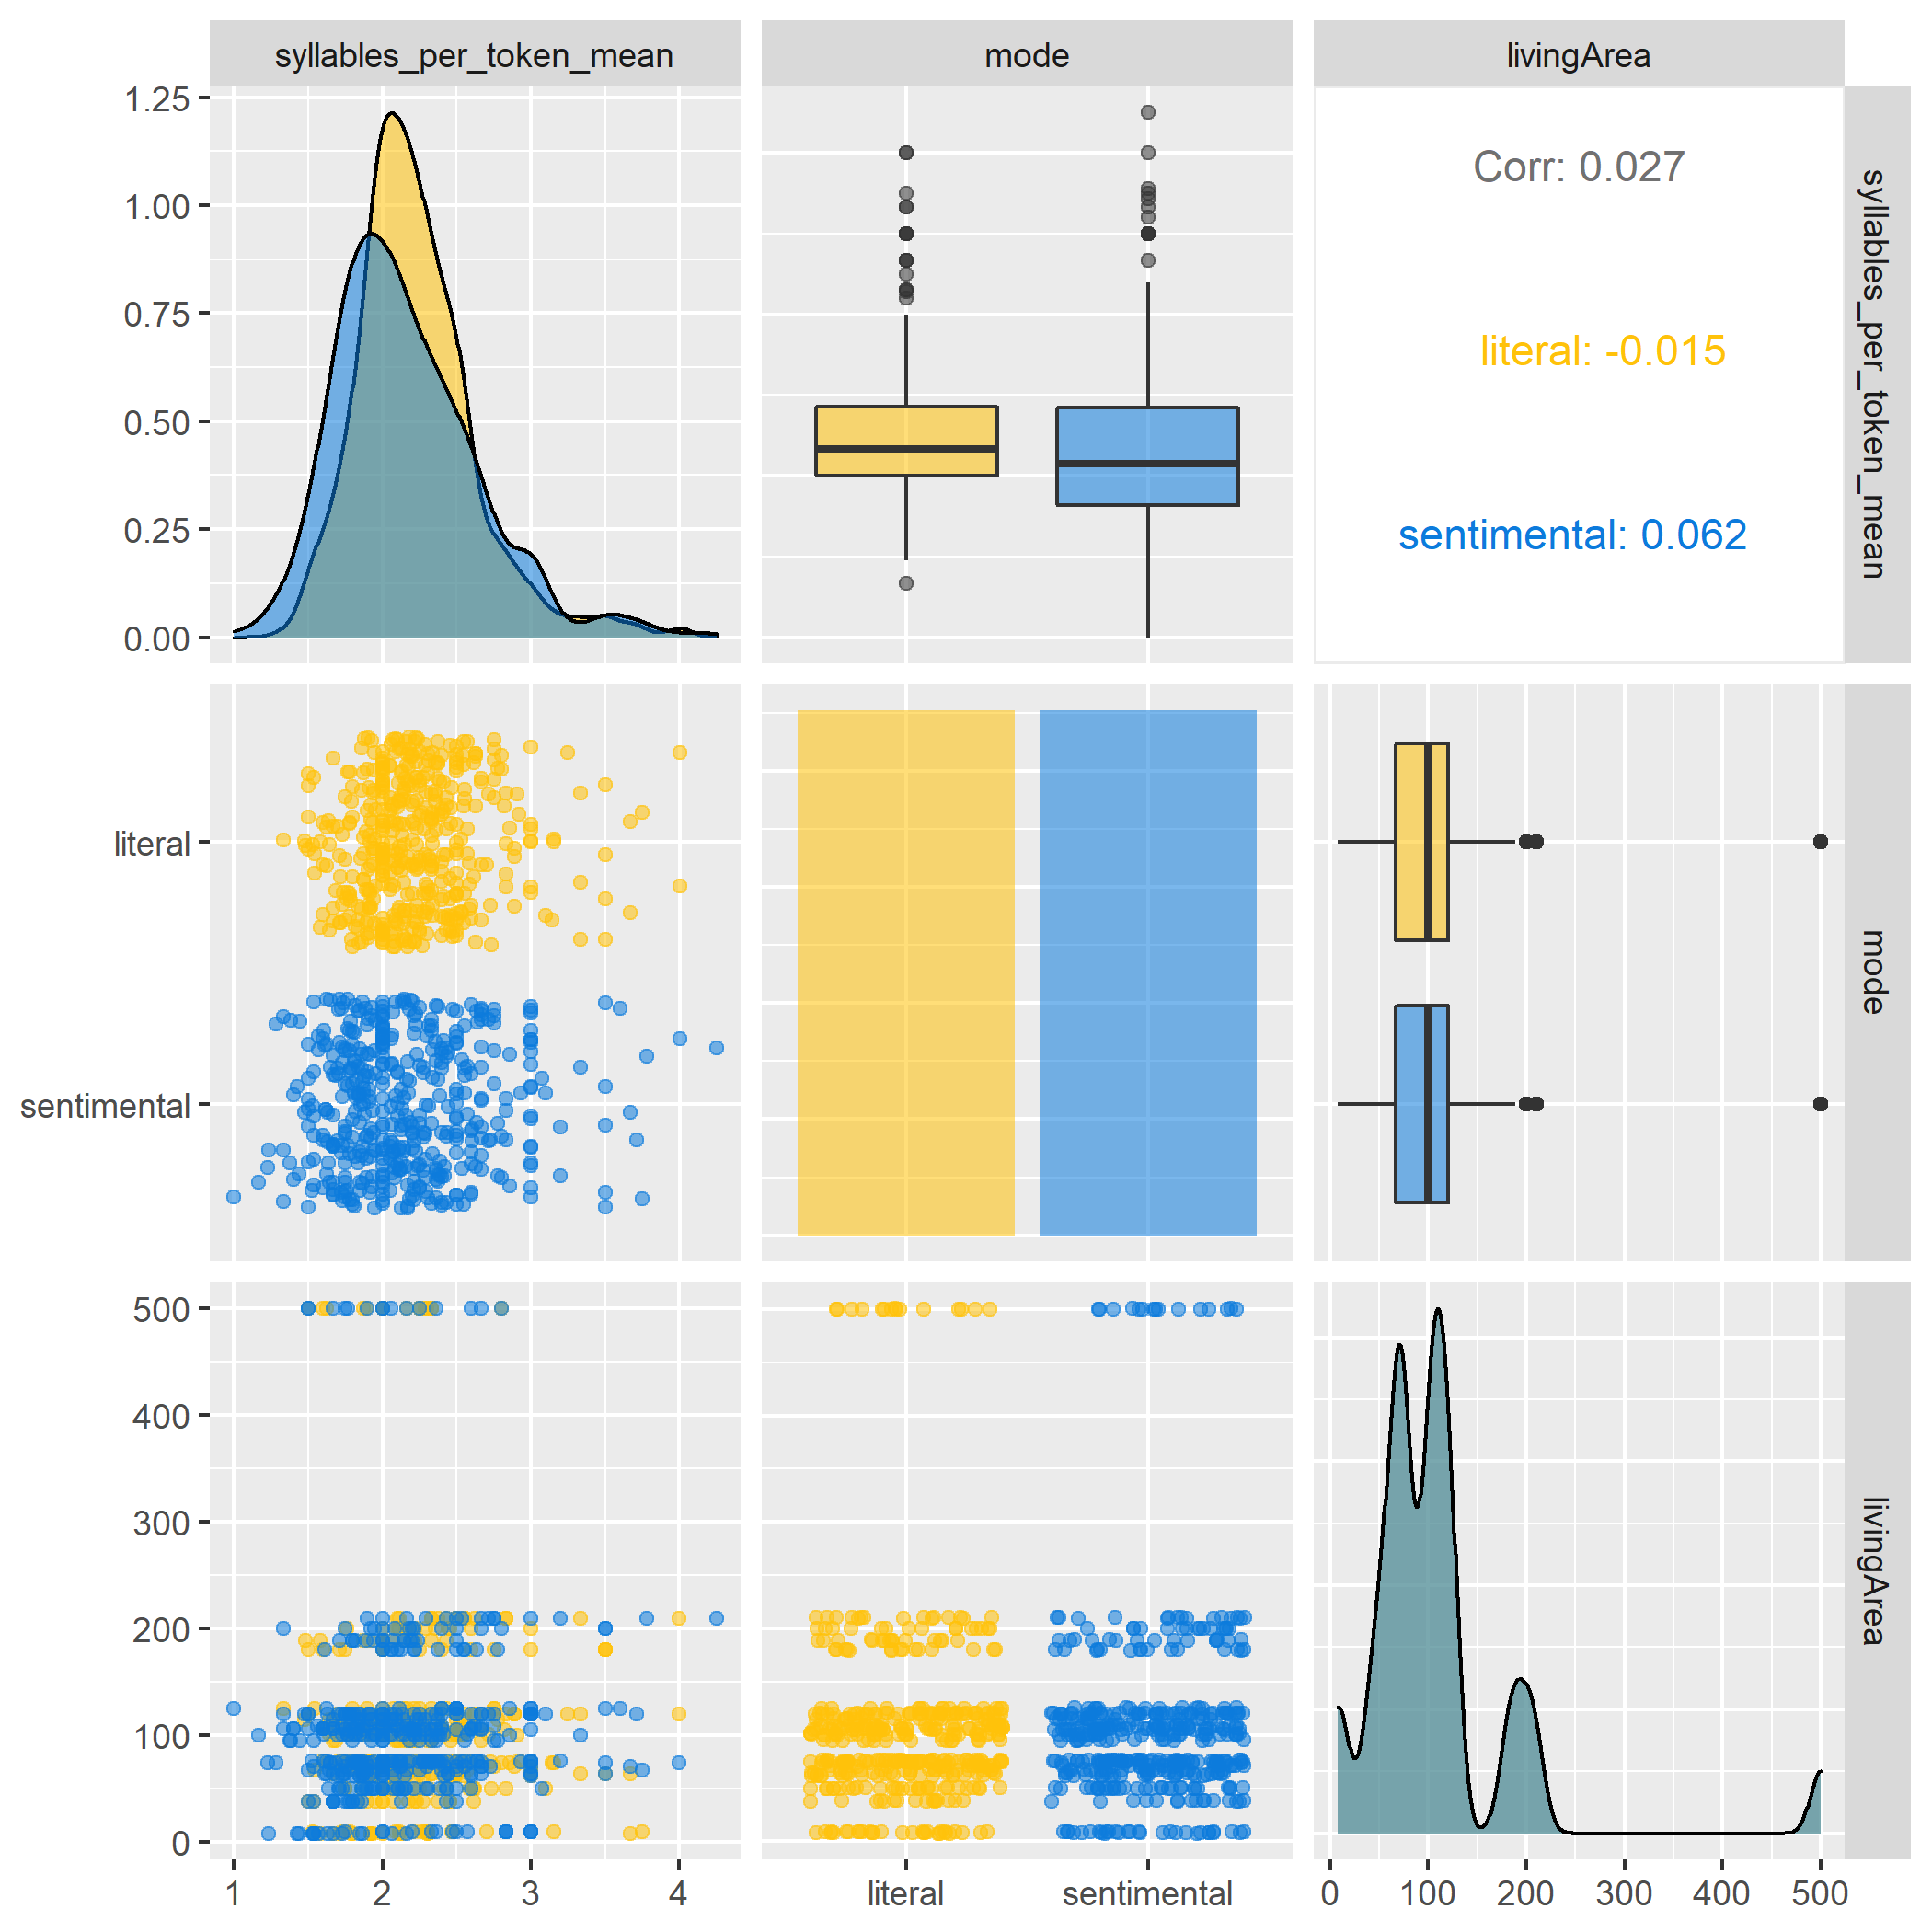 syllables_per_token_mean
mode
livingArea
1.25
1.00
0.75
0.50
0.25
0.00
Corr: 0.027
literal: -0.015
sentimental: 0.062
syllables_per_token_mean
literal
sentimental
mode
500
400
300
200
100
0
livingArea
1 2 3 4
literal sentimental
0 100 200 300 400 500